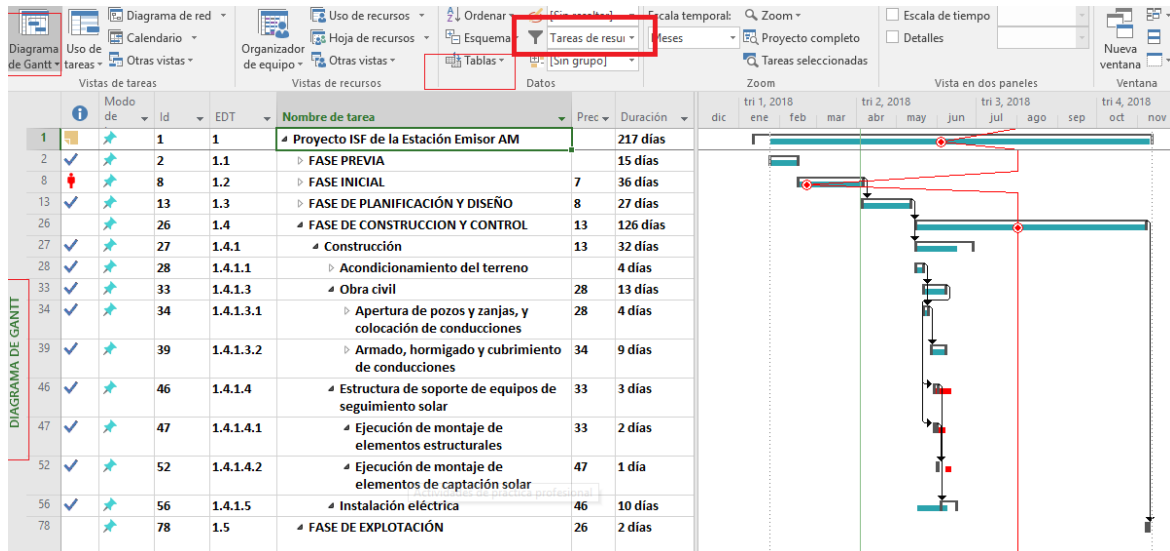 Diagrama de Gantt
Uso de tareas
Diagrama de red
Calendario
Otras vistas
Vistas de tareas
Organizador de equipo
Uso de recursos
Hoja de recursos
Otras vistas
Vistas de recursos
Ordenar
Esquema
Tablas
[Sin resaltar]
Tareas de resu
[Sin grupo]
Datos
Escala temporal:
Meses
Zoom
Proyecto completo
Tareas seleccionadas
Zoom
Escala de tiempo
Detalles
Vista en dos paneles
Nueva ventana
Ventana
Modo de Id EDT Nombre de tarea Prec Duración
tri 1, 2018 tri 2, 2018 tri 3, 2018 tri 4, 2018
dic ene feb mar abr may jun jul ago sep oct nov
1 1 1 Proyecto ISF de la Estación Emisor AM 217 días
2 2 1.1 FASE PREVIA 15 días
8 8 1.2 FASE INICIAL 7 36 días
13 13 1.3 FASE DE PLANIFICACIÓN Y DISEÑO 8 27 días
26 26 1.4 FASE DE CONSTRUCCION Y CONTROL 13 126 días
27 27 1.4.1 Construcción 13 32 días
28 28 1.4.1.1 Acondicionamiento del terreno 4 días
33 33 1.4.1.3 Obra civil 28 13 días
34 34 1.4.1.3.1 Apertura de pozos y zanjas, y 28 4 días
colocación de conducciones
39 39 1.4.1.3.2 Armado, hormigado y cubrimiento 34 9 días
de conducciones
46 46 1.4.1.4 Estructura de soporte de equipos de 33 3 días
seguimiento solar
47 47 1.4.1.4.1 Ejecución de montaje de 33 2 días
elementos estructurales
52 52 1.4.1.4.2 Ejecución de montaje de 47 1 día
elementos de captación solar
Actividades de práctica profesional
56 56 1.4.1.5 Instalación eléctrica 46 10 días
78 78 1.5 FASE DE EXPLOTACIÓN 26 2 días
DIAGRAMA DE GANTT